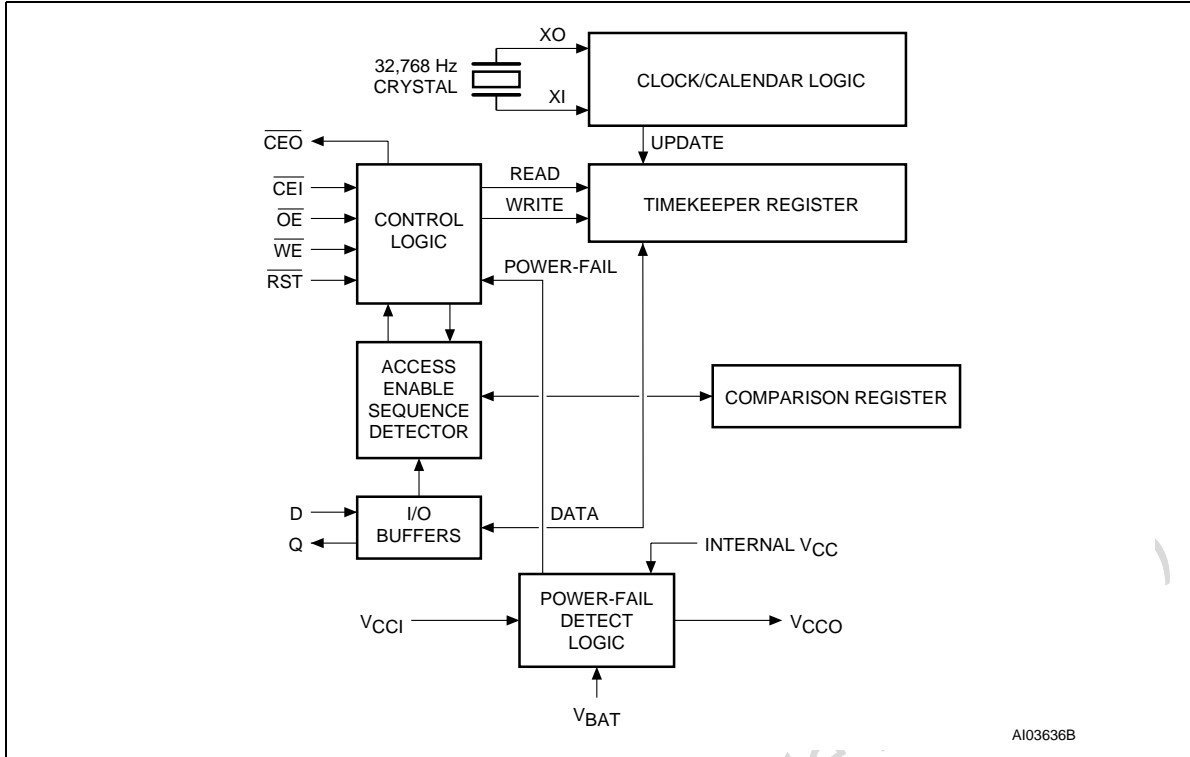 XO
32,768 Hz
CRYSTAL
CLOCK/CALENDAR LOGIC
XI
CEO
UPDATE
CEI
READ
OE
CONTROL
LOGIC
WRITE
TIMEKEEPER REGISTER
WE
RST
POWER-FAIL
ACCESS
ENABLE
SEQUENCE
DETECTOR
COMPARISON REGISTER
D
I/O
BUFFERS
DATA
Q
INTERNAL VCC
POWER-FAIL
DETECT
LOGIC
VCCI
VCCO
VBAT
AI03636B